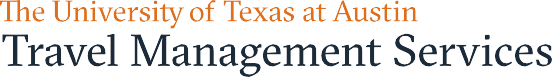 The University of Texas at Austin
Travel Management Services